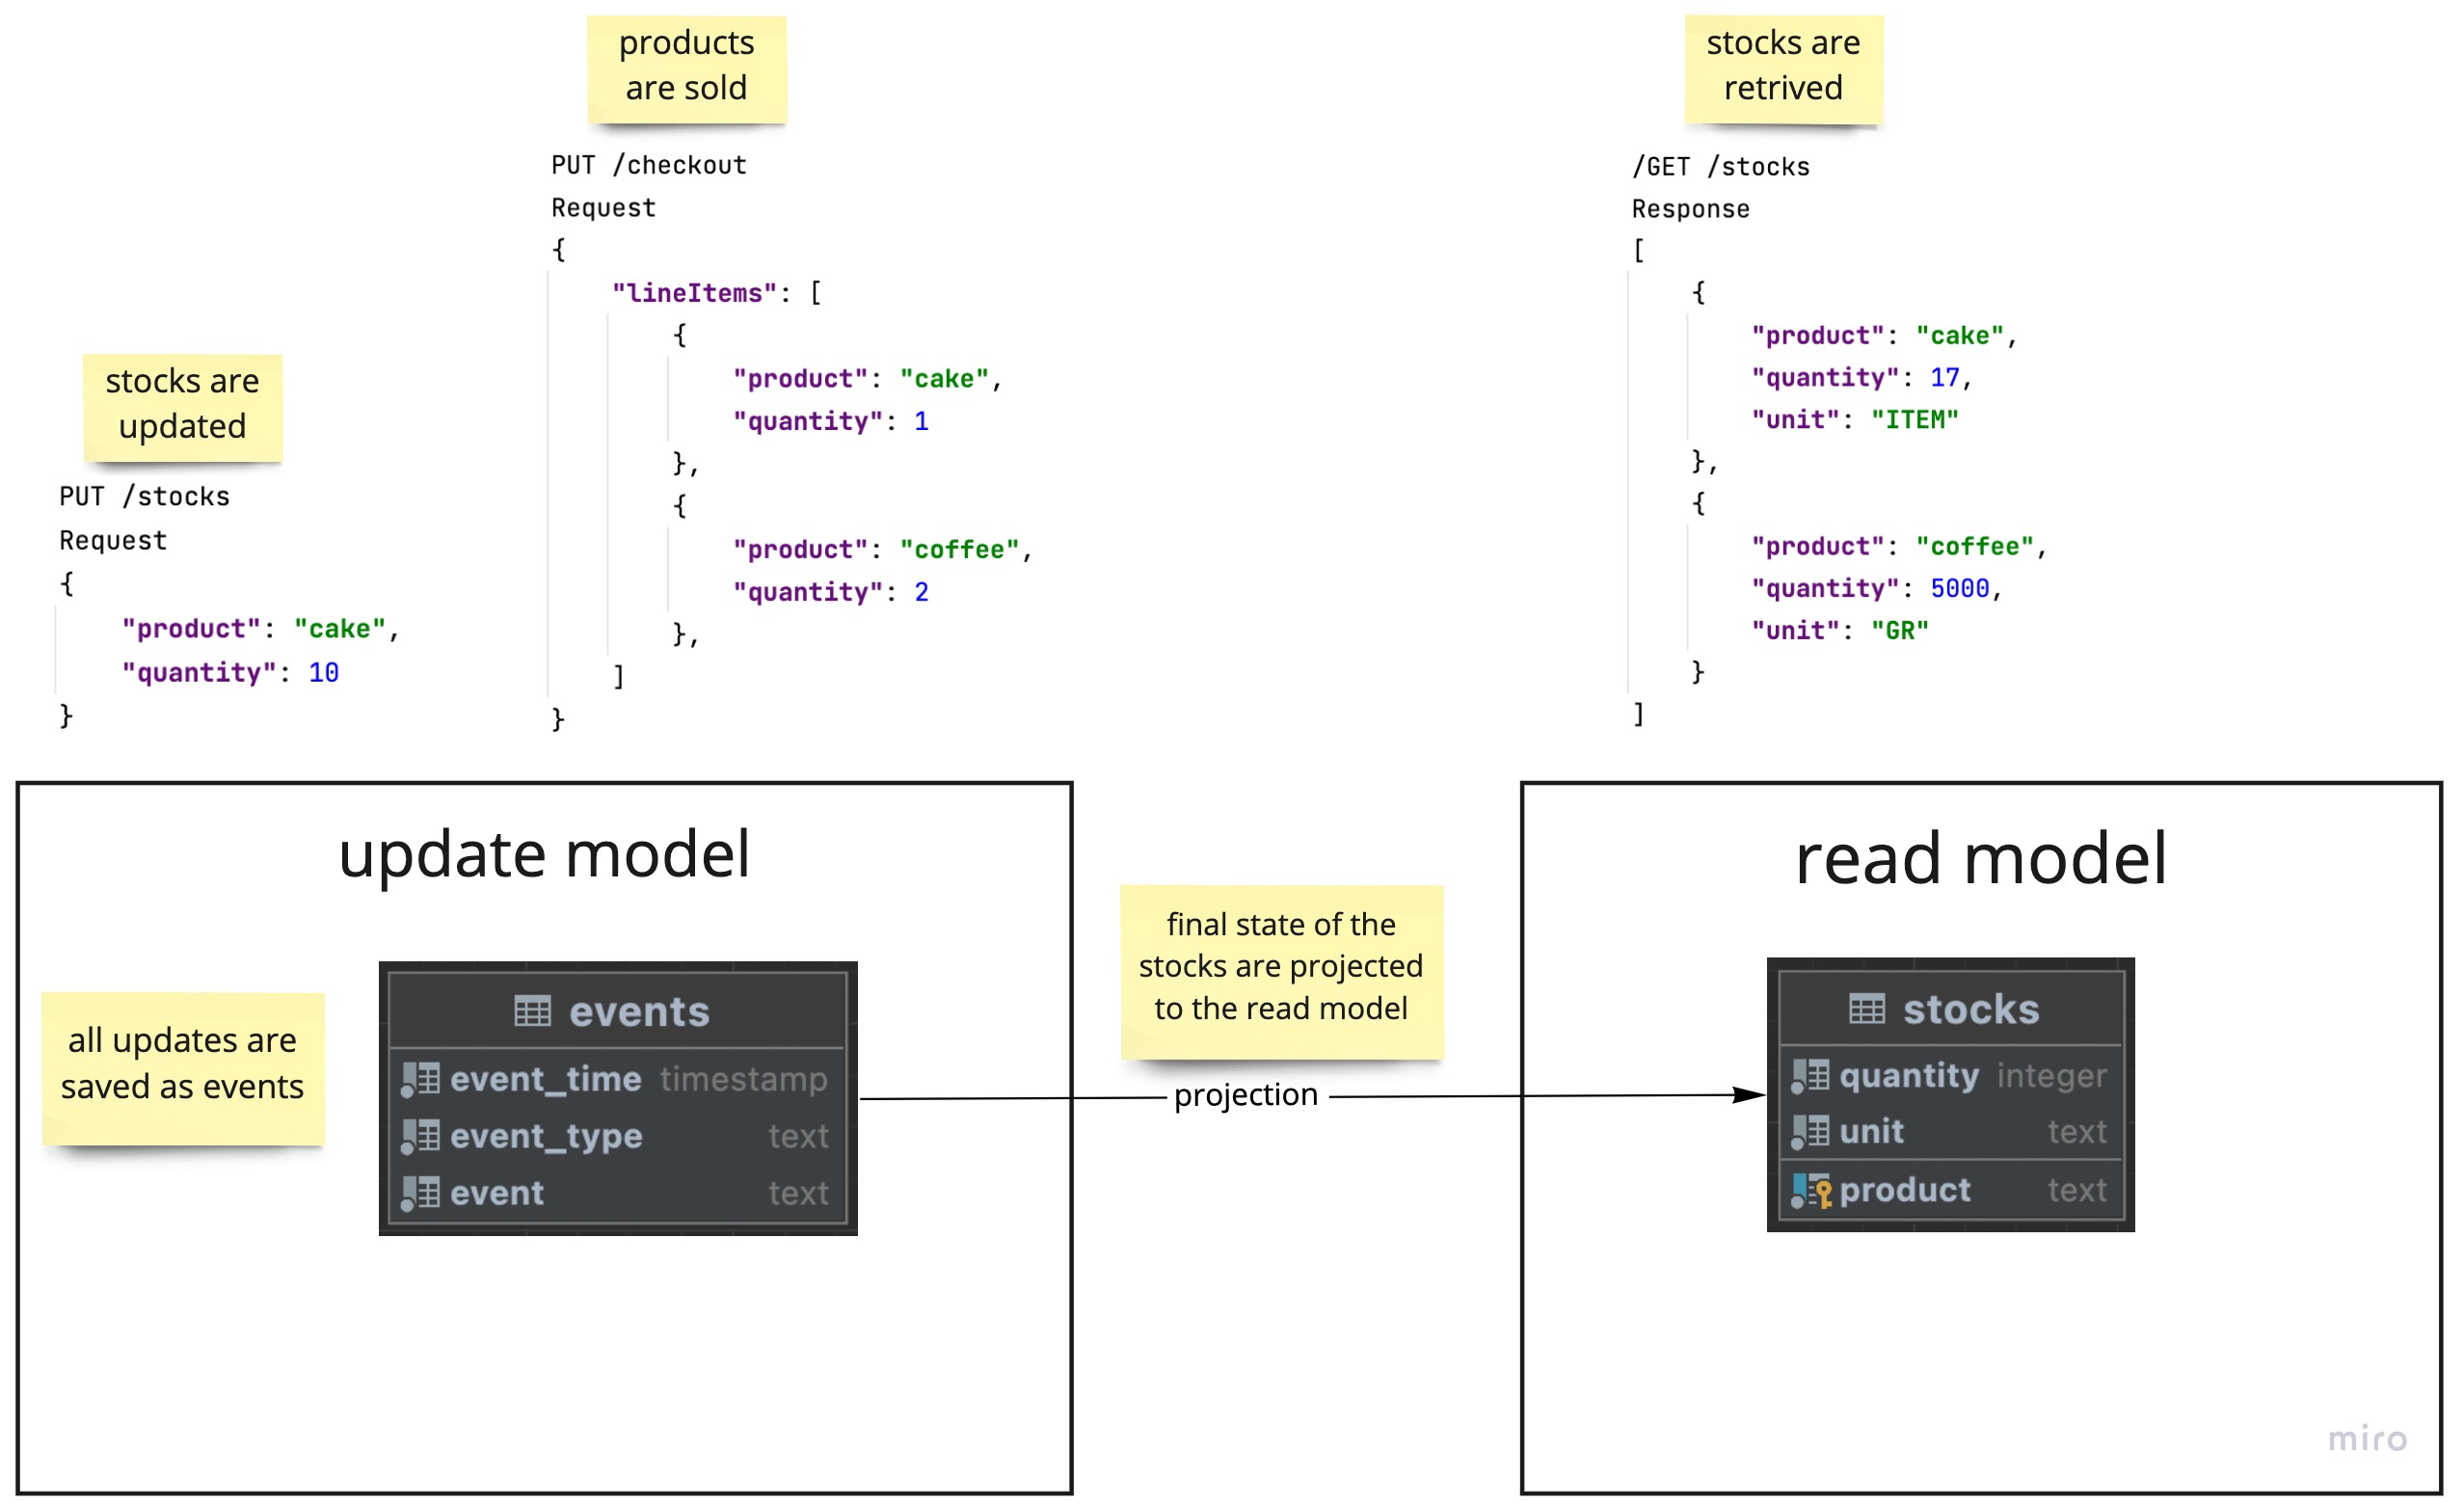 products
are sold
stocks are
retrived
PUT /checkout
Request
{
"lineItems": [
{
"product": "cake",
"quantity": 1
},
{
"product": "coffee",
"quantity": 2
},
]
}
/GET /stocks
Response
[
{
"product": "cake",
"quantity": 17,
"unit": "ITEM"
},
{
"product": "coffee",
"quantity": 5000,
"unit": "GR"
}
]
stocks are
updated
PUT /stocks
Request
{
"product": "cake",
"quantity": 10
}
update model
all updates are
saved as events
events
event_time timestamp
event_type text
event text
final state of the
stocks are projected
to the read model
projection
read model
stocks
quantity integer
unit text
product text
miro